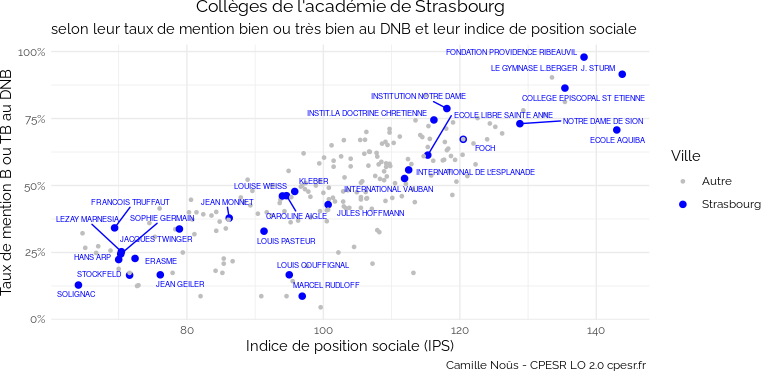 Collèges de l'académie de Strasbourg
selon leur taux de mention bien ou très bien au DNB et leur indice de position sociale
Taux de mention B ou TB au DNB
100%
75%
50%
25%
0%
FONDATION PROVIDENCE RIBEAUVIL
LE GYMNASE L.BERGER J. STURM
INSTITUTION NOTRE DAME
COLLEGE EPISCOPAL ST ETIENNE
INSTIT.LA DOCTRINE CHRETIENNE
ECOLE LIBRE SAINTE ANNE
NOTRE DAME DE SION
ECOLE AQUIBA
FOCH
INTERNATIONAL DE L'ESPLANADE
LOUISE WEISS
KLEBER
INTERNATIONAL VAUBAN
FRANCOIS TRUFFAUT
JEAN MONNET
LEZAY MARNESIA
SOPHIE GERMAIN
CAROLINE AIGLE
JULES HOFFMANN
JACQUES TWINGER
LOUIS PASTEUR
HANS ARP
ERASME
LOUIS COUFFIGNAL
STOCKFELD
JEAN GEILER
MARCEL RUDLOFF
SOLIGNAC
80
100
120
140
Indice de position sociale (IPS)
Ville
Autre
Strasbourg
Camille Noûs - CPESR LO 2.0 cpesr.fr